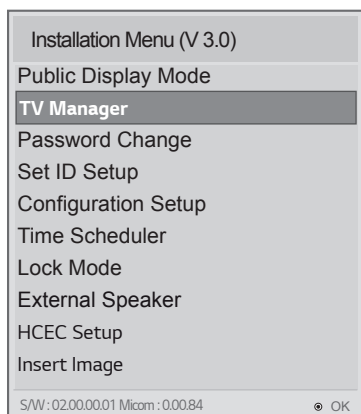 Installation Menu (V 3.0)
Public Display Mode
TV Manager
Password Change
Set ID Setup
Configuration Setup
Time Scheduler
Lock Mode
External Speaker
HCEC Setup
Insert Image
S/W : 02.00.00.01 Micom : 0.00.84 OK